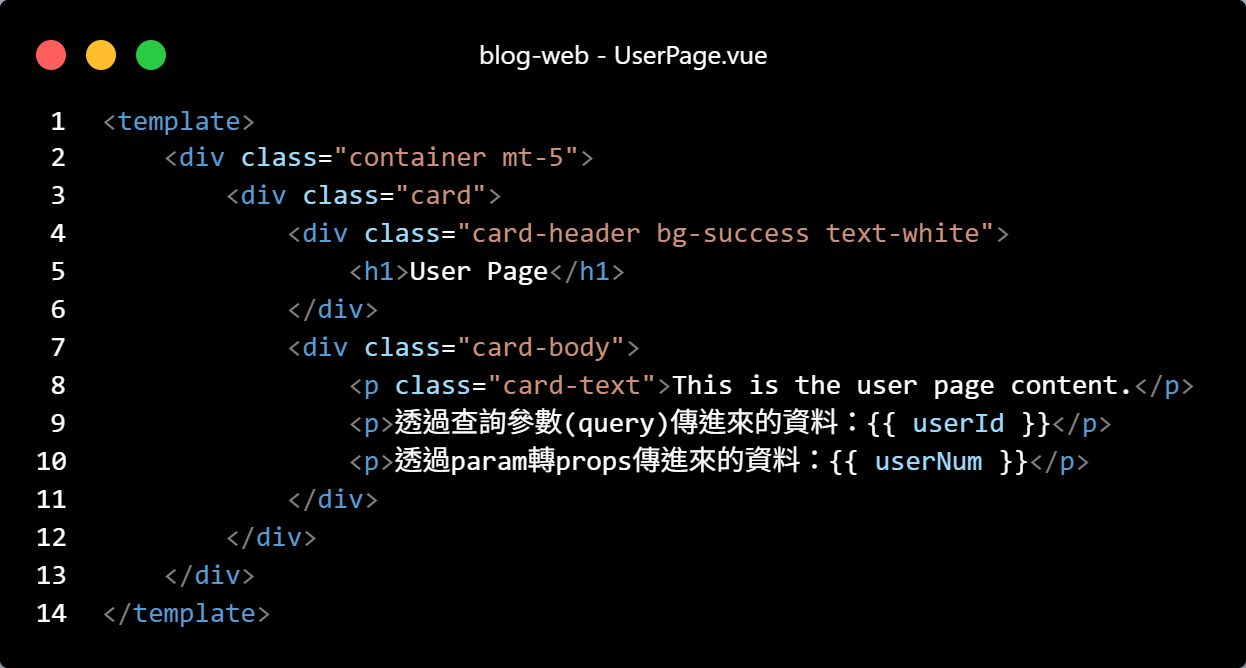 blog-web - UserPage.vue
1 <template>
2     <div class="container mt-5">
3         <div class="card">
4             <div class="card-header bg-success text-white">
5                 <h1>User Page</h1>
6             </div>
7             <div class="card-body">
8                 <p class="card-text">This is the user page content.</p>
9                 <p>透過查詢參數(query)傳進來的資料：{{ userId }}</p>
10                 <p>透過param轉props傳進來的資料：{{ userNum }}</p>
11             </div>
12         </div>
13     </div>
14 </template>